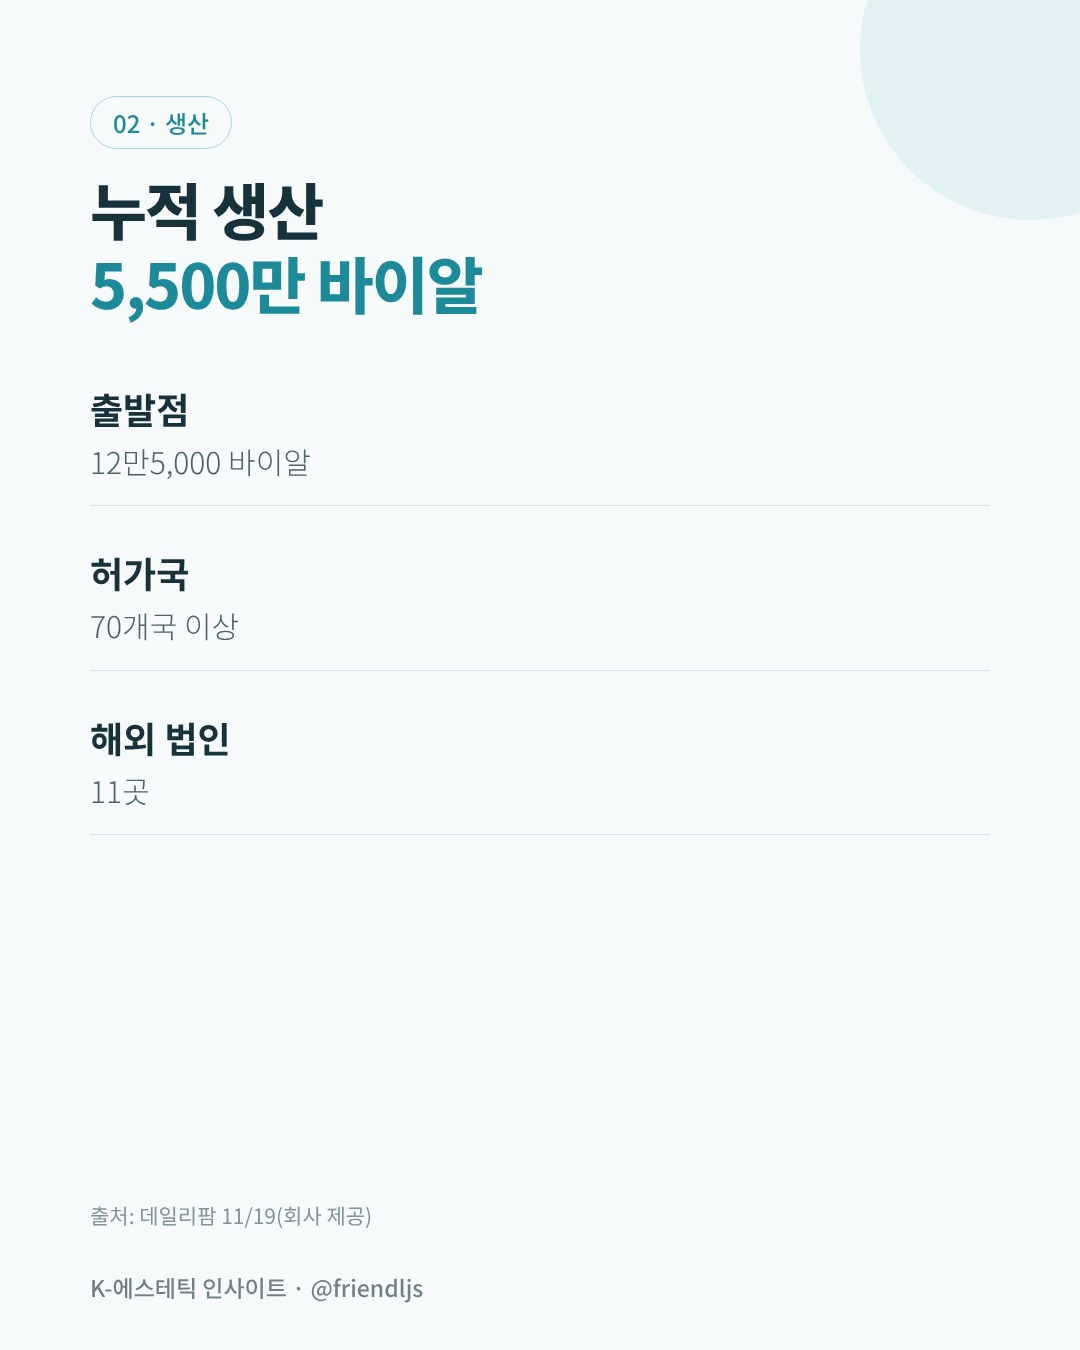 02 · 생산
누적 생산
5,500만 바이알
출발점
12만5,000 바이알
허가국
70개국 이상
해외 법인
11곳
출처: 데일리팜 11/19(회사 제공)
K-에스테틱 인사이트 · @friendljs